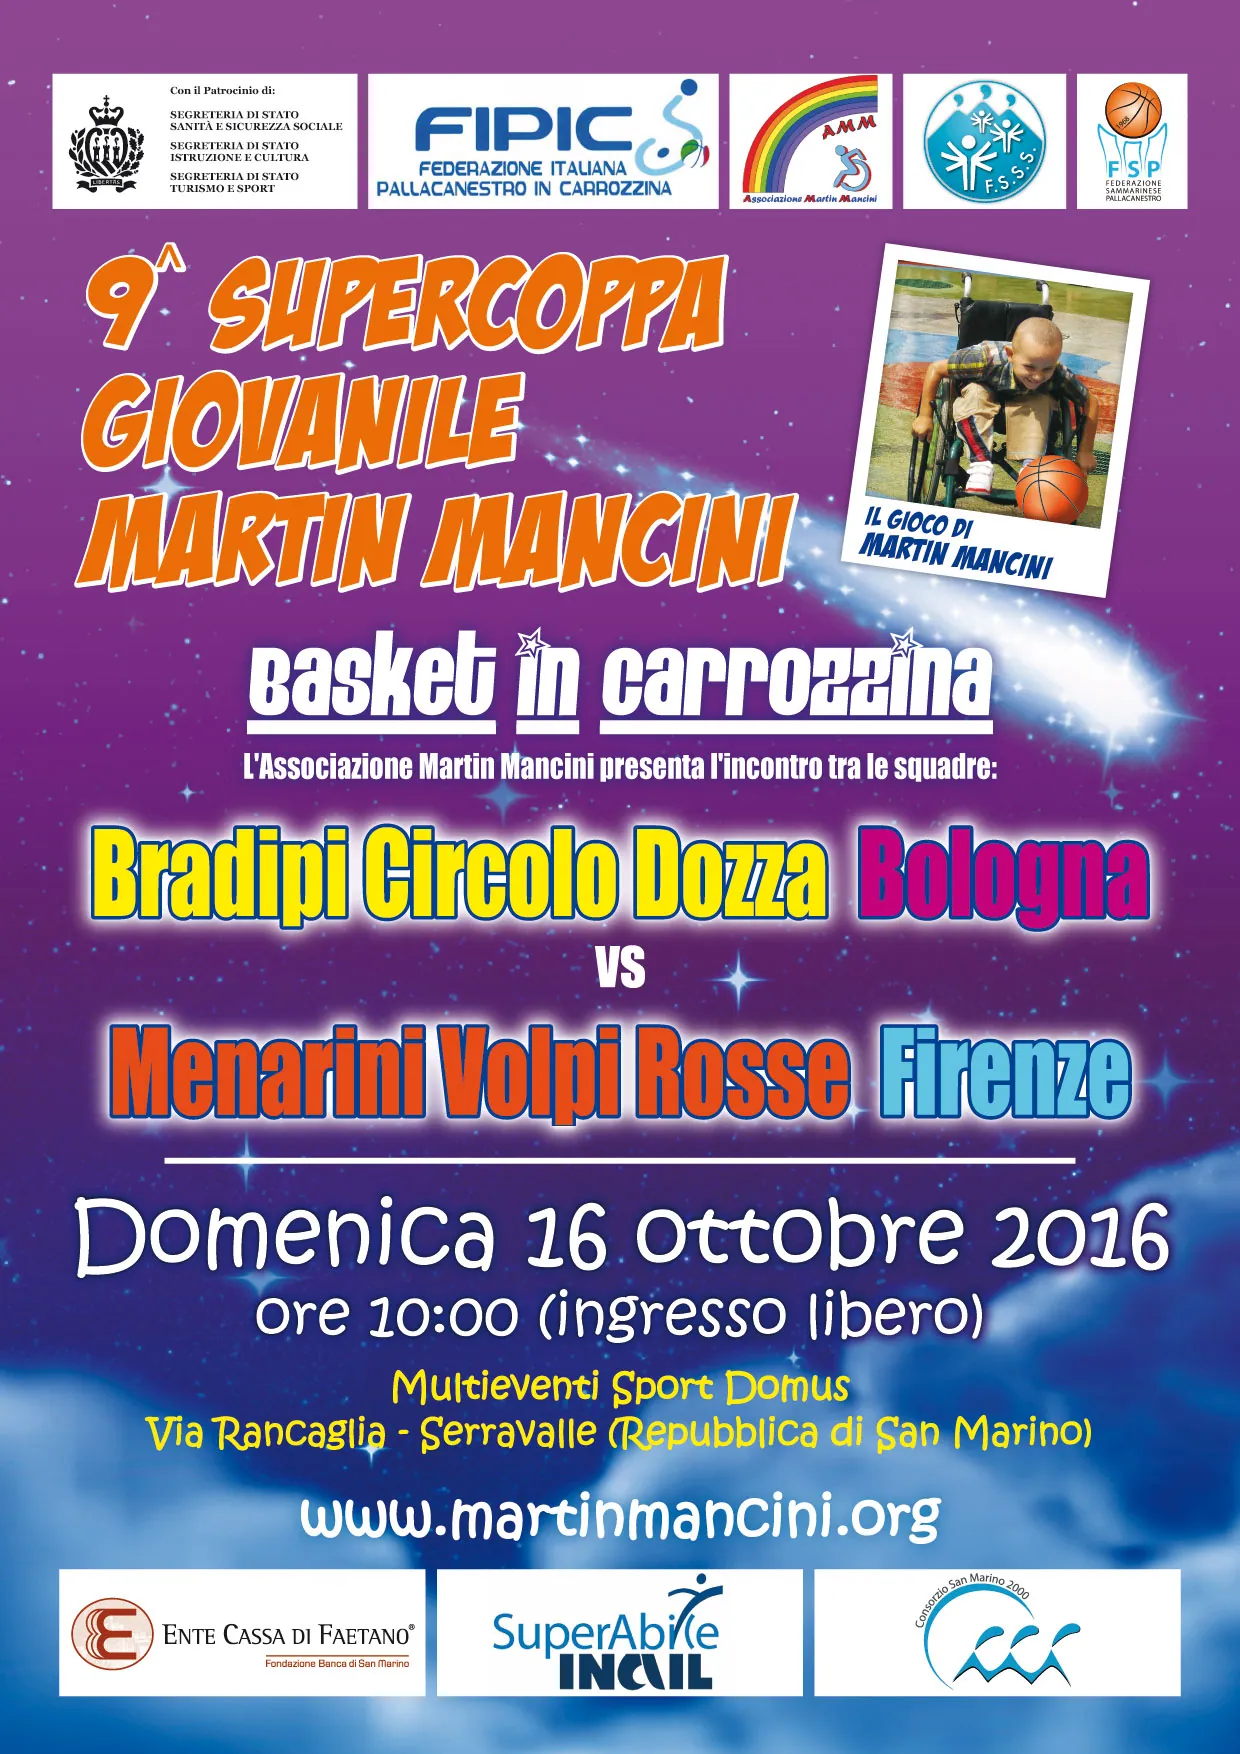 Con il Patrocinio di:
SEGRETERIA DI STATO
SANITÀ E SICUREZZA SOCIALE
SEGRETERIA DI STATO
ISTRUZIONE E CULTURA
SEGRETERIA DI STATO
TURISMO E SPORT
LIBERTAS
FIPIC
FEDERAZIONE ITALIANA
PALLACANESTRO IN CARROZZINA
AMM
Associazione Martin Mancini
F.S.S.S.
1968
FSP
FEDERAZIONE
SAMMARINESE
PALLACANESTRO
9^ SUPERCOPPA
GIOVANILE
MARTIN MANCINI
IL GIOCO DI
MARTIN MANCINI
Basket in Carrozzina
L'Associazione Martin Mancini presenta l'incontro tra le squadre:
Bradipi Circolo Dozza Bologna
vs
Menarini Volpi Rosse Firenze
Domenica 16 ottobre 2016
ore 10:00 (ingresso libero)
Multieventi Sport Domus
Via Rancaglia - Serravalle (Repubblica di San Marino)
www.martinmancini.org
ENTE CASSA DI FAETANO®
Fondazione Banca di San Marino
SuperAbile
INAIL
Consorzio San Marino 2000